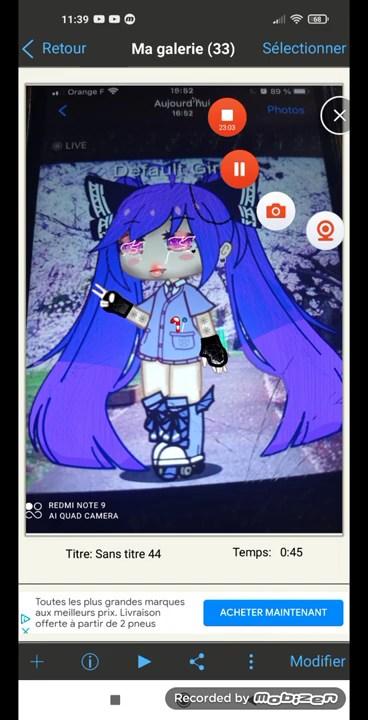 11:39
68
Retour
Ma galerie (33)
Sélectionner
Orange F
16:52
89 %
Aujourd'hui
16:52
Photos
23:03
LIVE
Default Gir
REDMI NOTE 9
AI QUAD CAMERA
Titre: Sans titre 44
Temps: 0:45
Toutes les plus grandes marques
aux meilleurs prix. Livraison
offerte à partir de 2 pneus
ACHETER MAINTENANT
Modifier
Recorded by mobizen